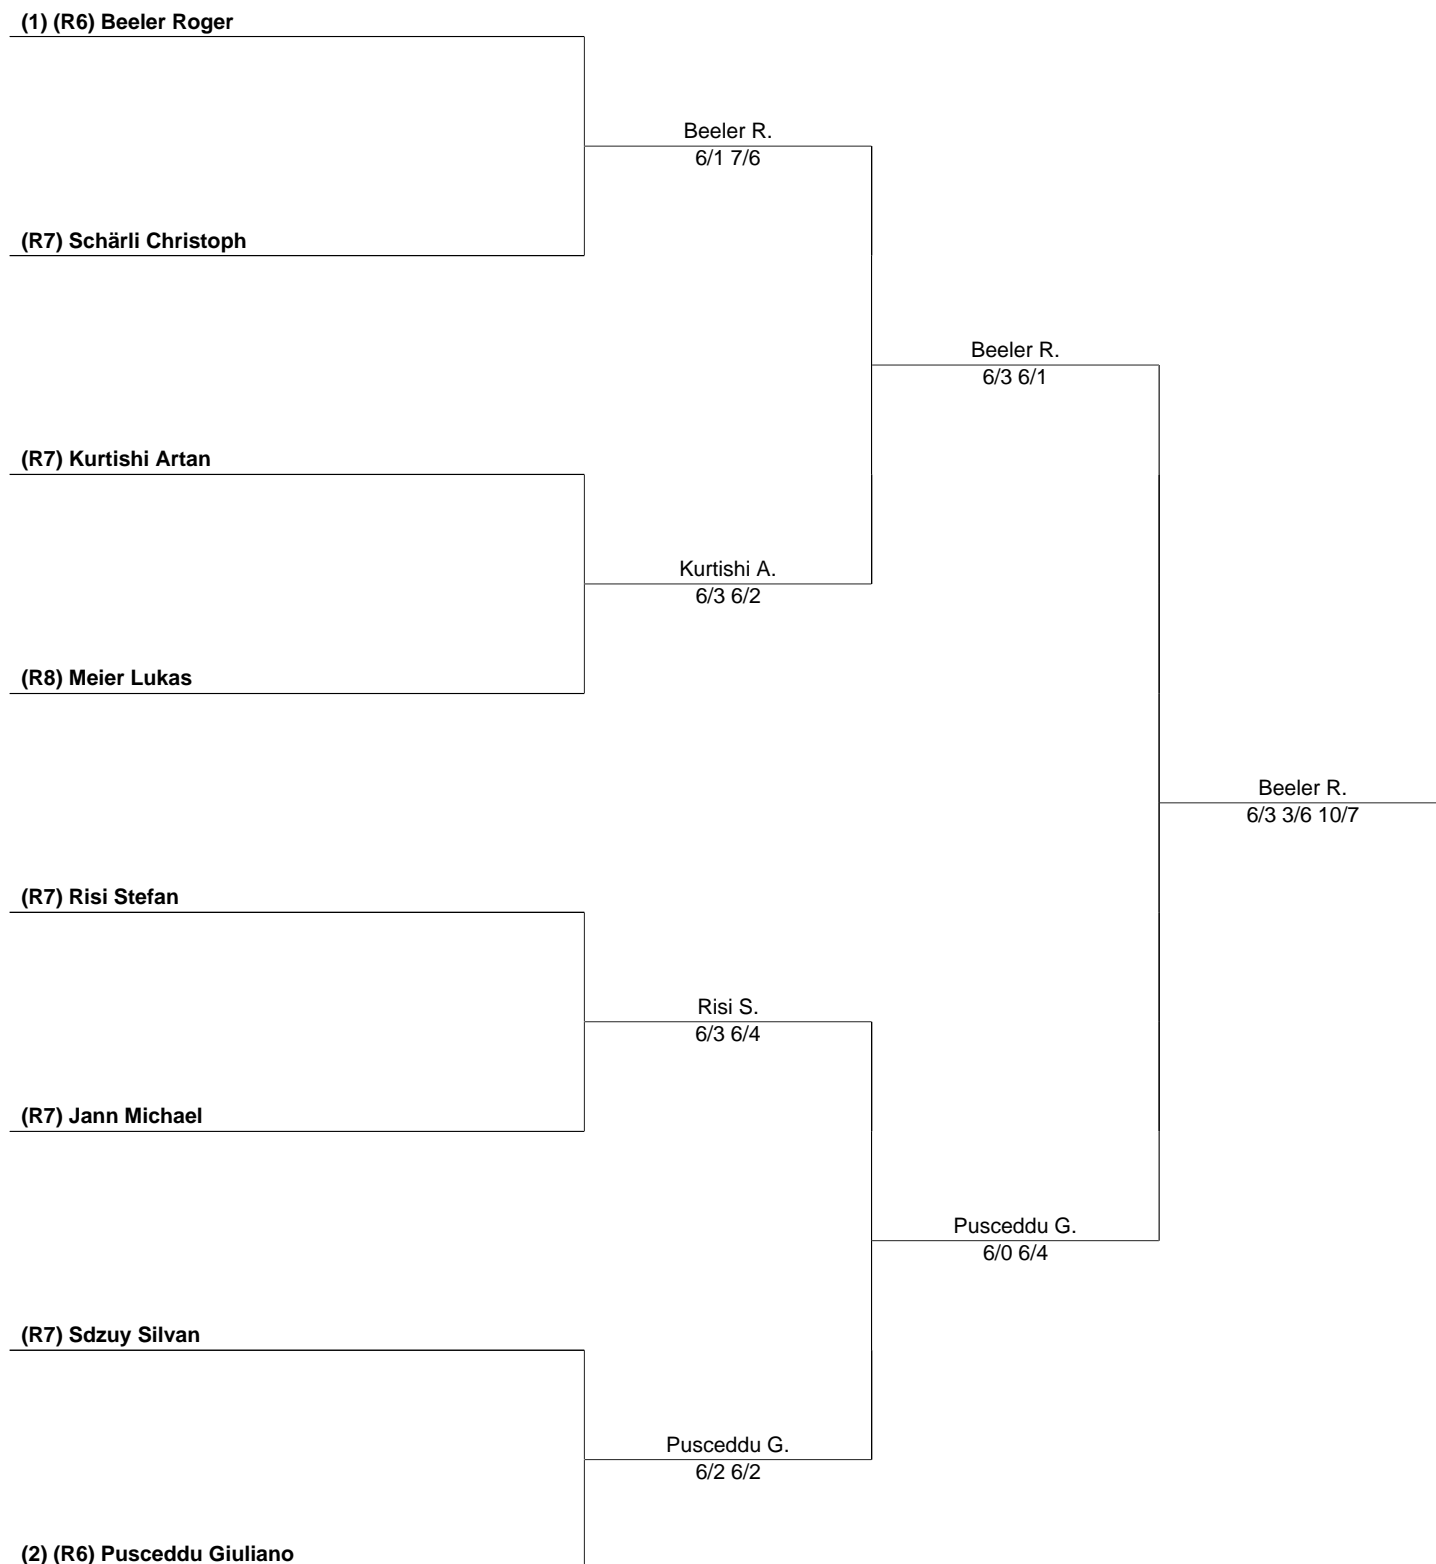 (1) (R6) Beeler Roger
Beeler R.
6/1 7/6
(R7) Schärli Christoph
Beeler R.
6/3 6/1
(R7) Kurtishi Artan
Kurtishi A.
6/3 6/2
(R8) Meier Lukas
Beeler R.
6/3 3/6 10/7
(R7) Risi Stefan
Risi S.
6/3 6/4
(R7) Jann Michael
Pusceddu G.
6/0 6/4
(R7) Sdzuy Silvan
Pusceddu G.
6/2 6/2
(2) (R6) Pusceddu Giuliano